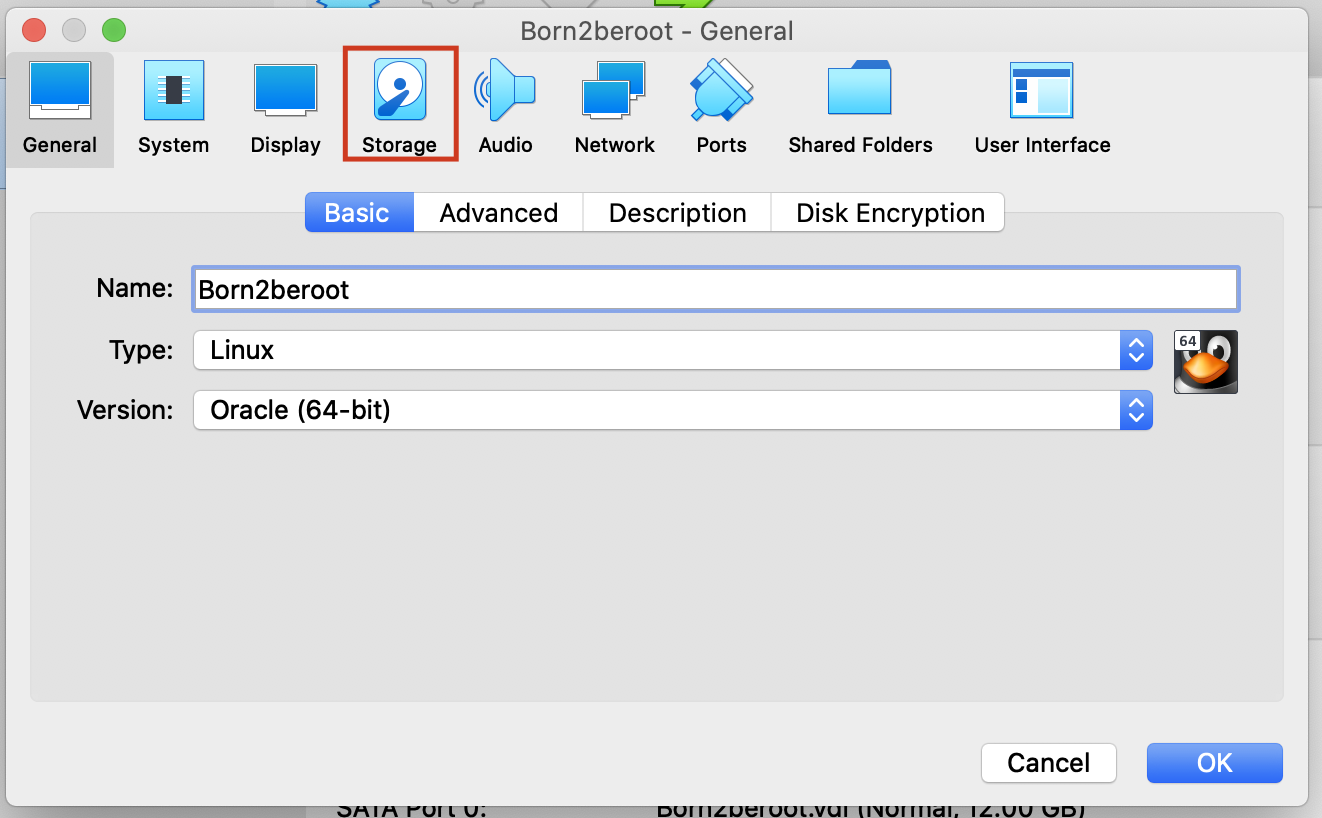 Born2beroot - General
General System Display Storage Audio Network Ports Shared Folders User Interface
Basic Advanced Description Disk Encryption
Name: Born2beroot
Type: Linux
64
Version: Oracle (64-bit)
Cancel OK
SATA Port 0: Born2beroot.vdi (Normal, 12.00 GB)